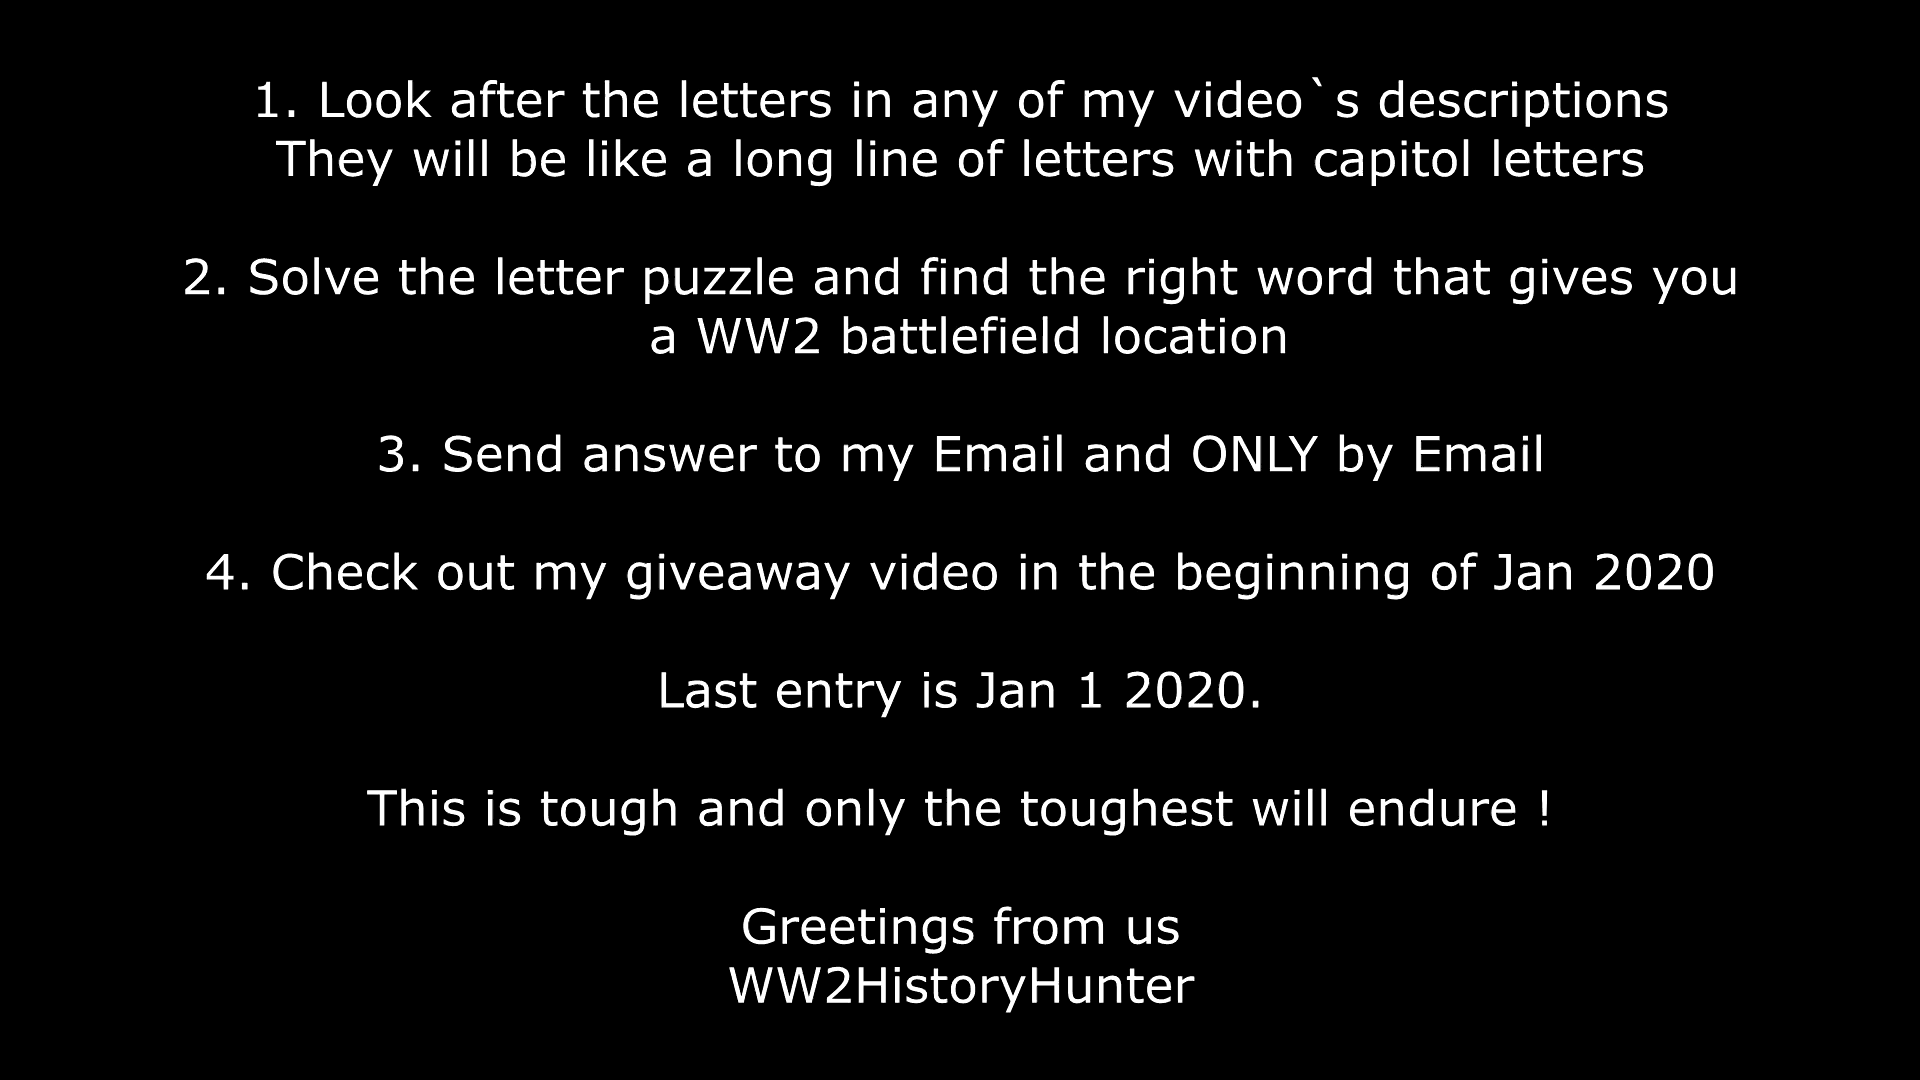 1. Look after the letters in any of my video`s descriptions
They will be like a long line of letters with capitol letters
2. Solve the letter puzzle and find the right word that gives you
a WW2 battlefield location
3. Send answer to my Email and ONLY by Email
4. Check out my giveaway video in the beginning of Jan 2020
Last entry is Jan 1 2020.
This is tough and only the toughest will endure !
Greetings from us
WW2HistoryHunter